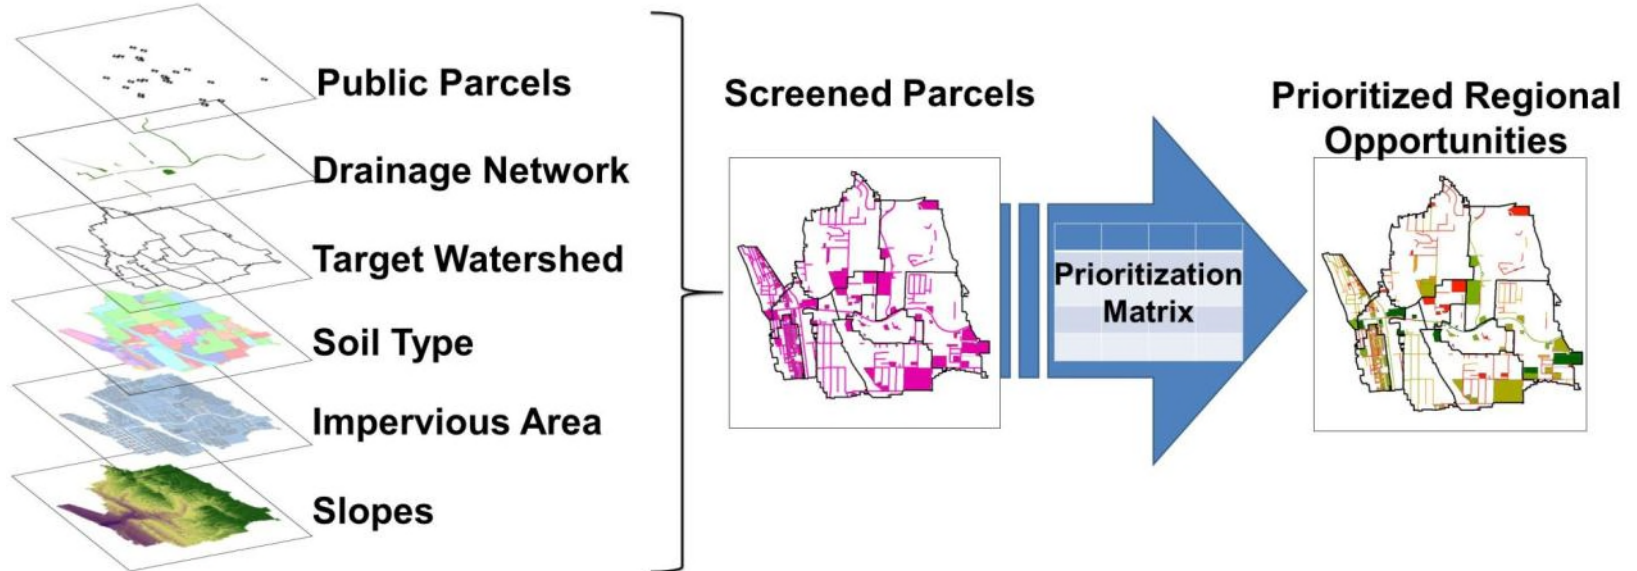 Public Parcels
Drainage Network
Target Watershed
Soil Type
Impervious Area
Slopes
Screened Parcels
Prioritization
Matrix
Prioritized Regional
Opportunities